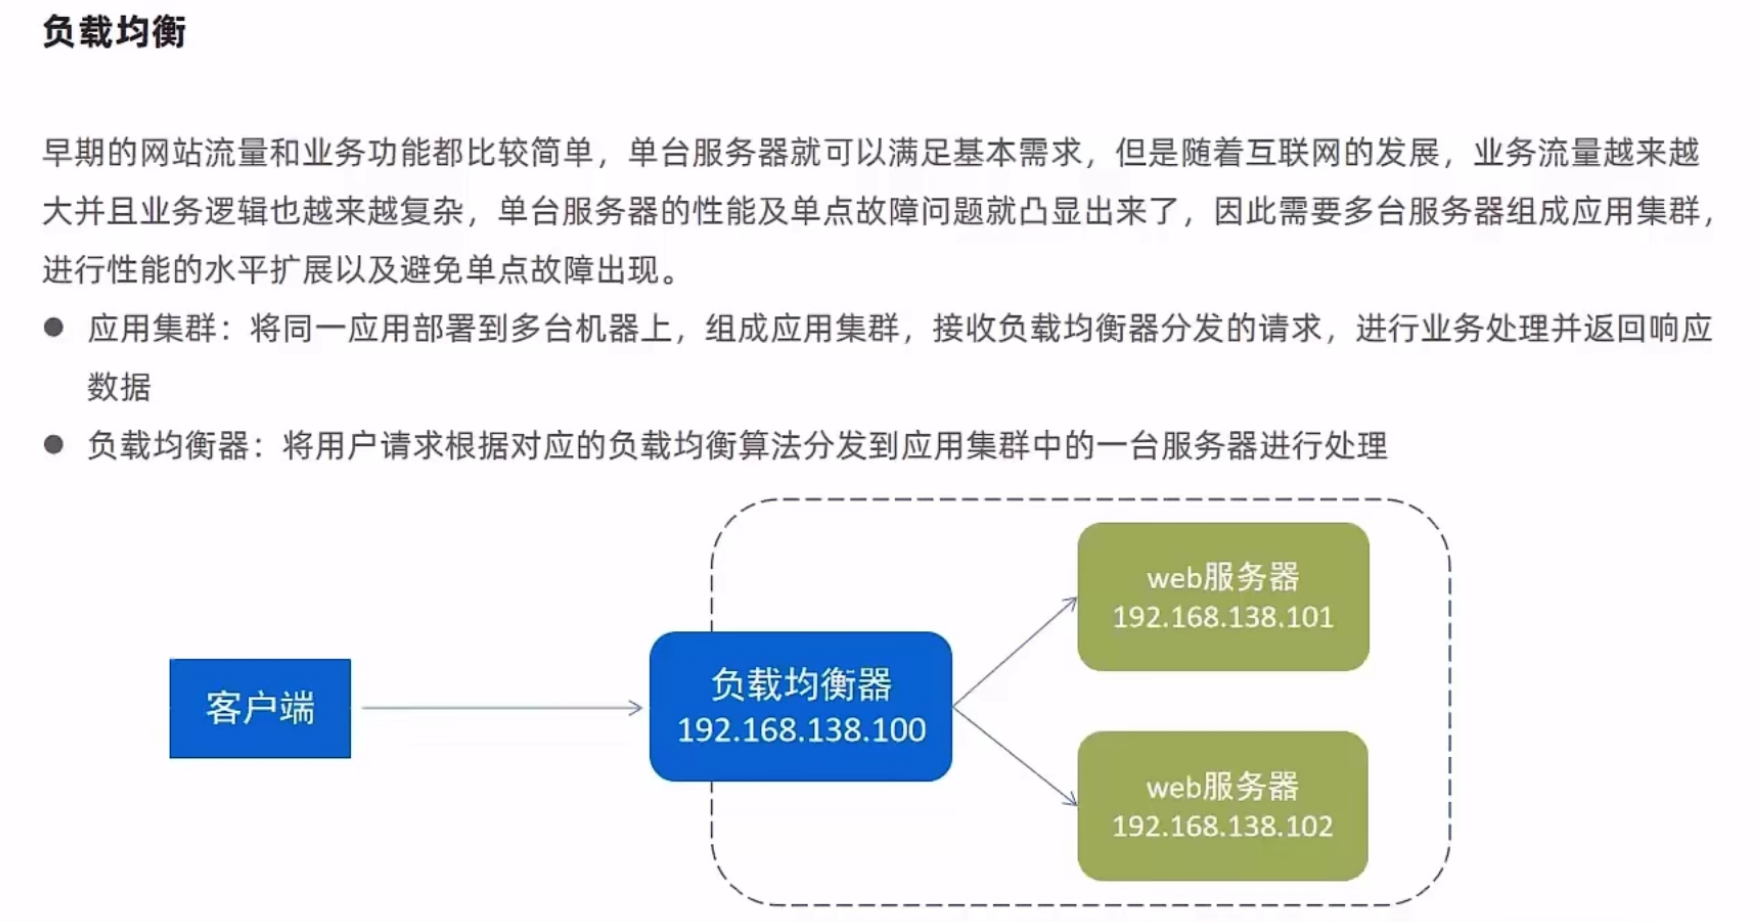 负载均衡
早期的网站流量和业务功能都比较简单，单台服务器就可以满足基本需求，但是随着互联网的发展，业务流量越来越
大并且业务逻辑也越来越复杂，单台服务器的性能及单点故障问题就凸显出来了，因此需要多台服务器组成应用集群，
进行性能的水平扩展以及避免单点故障出现。
● 应用集群：将同一应用部署到多台机器上，组成应用集群，接收负载均衡器分发的请求，进行业务处理并返回响应
数据
● 负载均衡器：将用户请求根据对应的负载均衡算法分发到应用集群中的一台服务器进行处理
客户端
负载均衡器
192.168.138.100
web服务器
192.168.138.101
web服务器
192.168.138.102